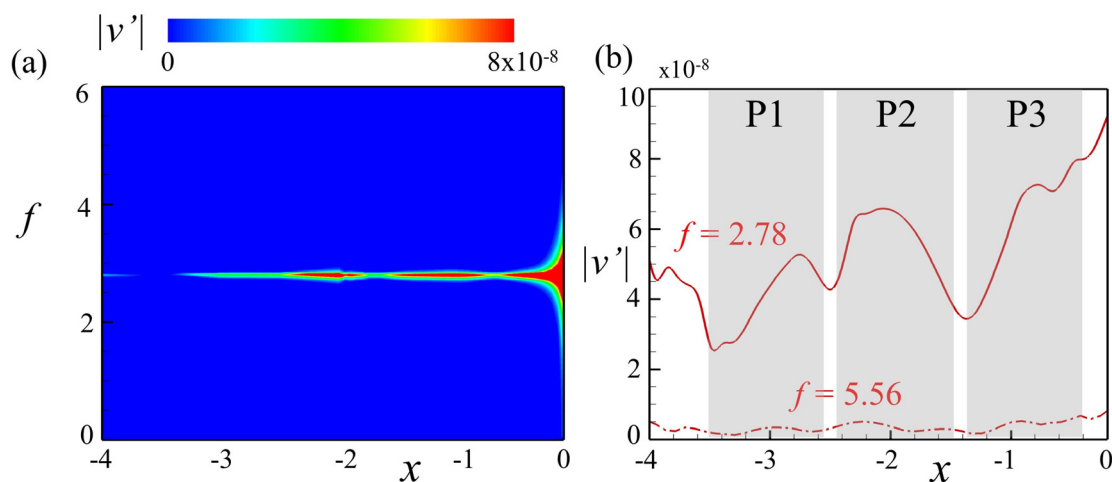 |v'|
0 8x10-8
(a)
6
4
f
2
0
-4 -2 -1 0
x
(b)
x10-8
10
8
6
|v'|
4
2
0
P1 P2 P3
f = 2.78
f = 5.56
-4 -3 -2 -1 0
x